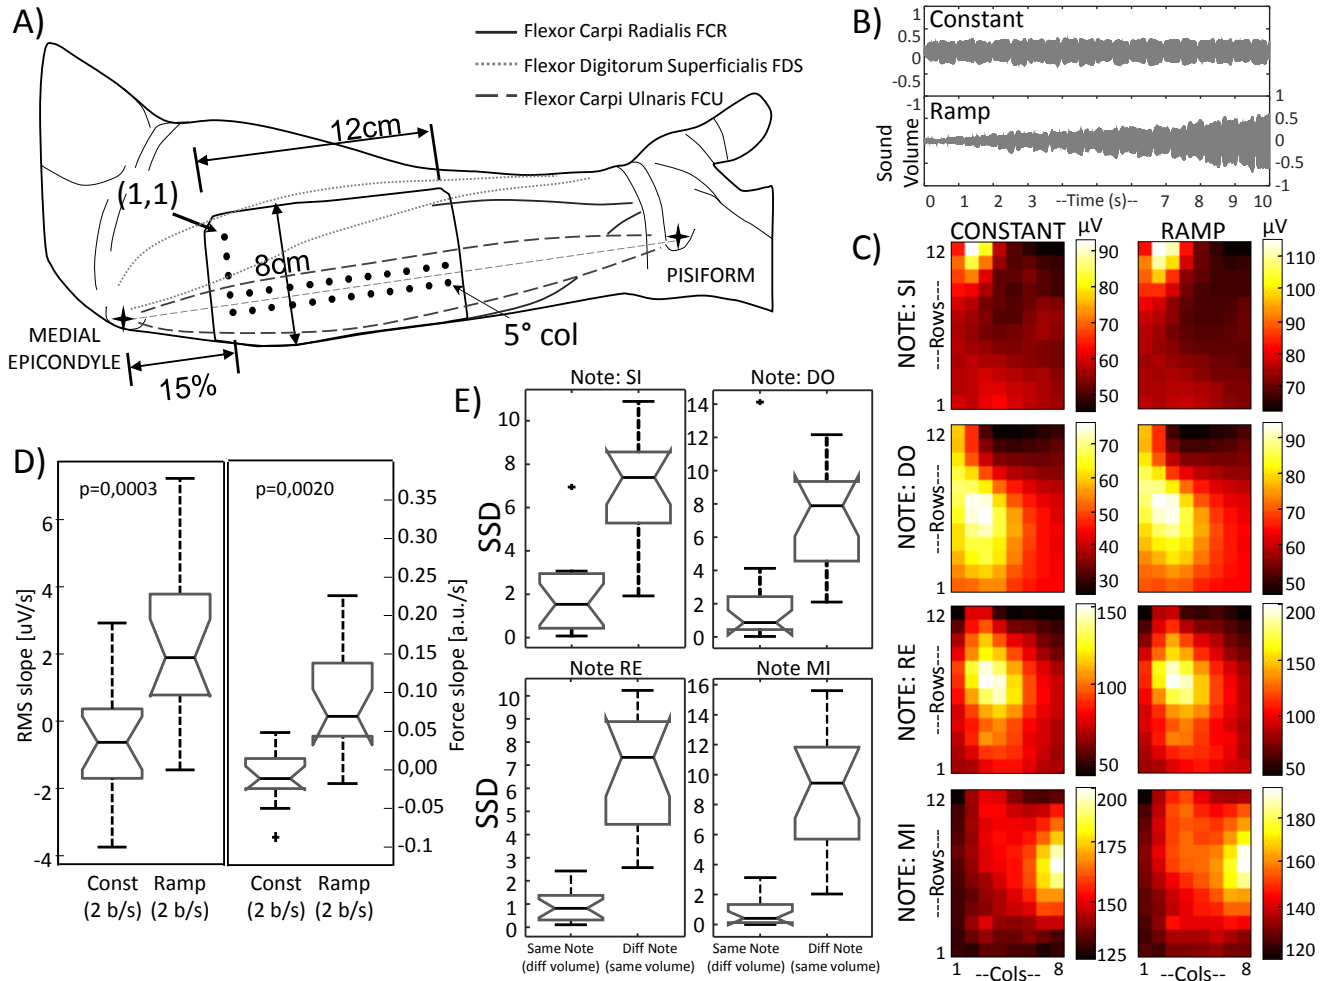 A)
Flexor Carpi Radialis FCR
Flexor Digitorum Superficialis FDS
Flexor Carpi Ulnaris FCU
12cm
(1,1)
8cm
PISIFORM
MEDIAL
EPICONDYLE
5° col
15%
B)
Constant
1
0.5
0
-0.5
-1
Ramp
1
0.5
0
-0.5
-1
Sound
Volume
0 1 2 3 --Time (s)-- 7 8 9 10
C)
CONSTANT
µV
RAMP
µV
NOTE: SI
---Rows---
12
1
90
80
70
60
50
110
100
90
80
70
NOTE: DO
---Rows---
12
1
70
60
50
40
30
90
80
70
60
50
NOTE: RE
---Rows---
12
1
150
100
50
200
150
100
50
NOTE: MI
---Rows---
12
1
200
175
150
125
180
160
140
120
1 --Cols-- 8
1 --Cols-- 8
D)
p=0,0003
p=0,0020
RMS slope [uV/s]
6
4
2
0
-2
-4
Force slope [a.u./s]
0.35
0.30
0.25
0.20
0.15
0.10
0.05
0,00
-0.05
-0.1
Const Ramp
(2 b/s) (2 b/s)
Const Ramp
(2 b/s) (2 b/s)
E)
Note: SI
SSD
10
8
6
4
2
0
Note: DO
14
12
10
8
6
4
2
0
Note RE
SSD
10
9
8
7
6
5
4
3
2
1
0
Note MI
16
14
12
10
8
6
4
2
0
Same Note Diff Note
(diff volume) (same volume)
Same Note Diff Note
(diff volume) (same volume)